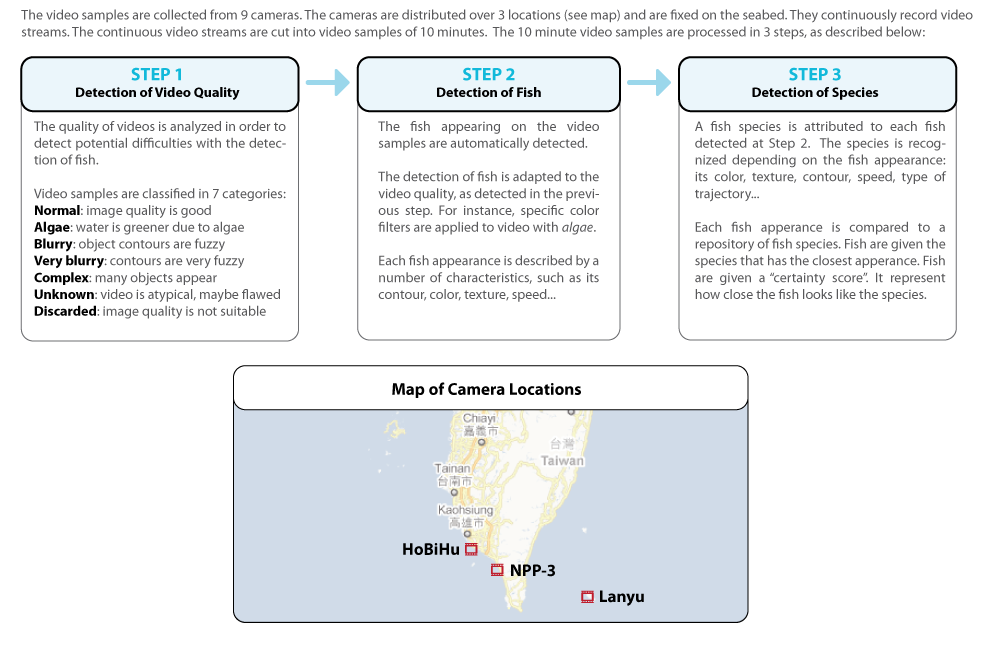 The video samples are collected from 9 cameras. The cameras are distributed over 3 locations (see map) and are fixed on the seabed. They continuously record video
streams. The continuous video streams are cut into video samples of 10 minutes. The 10 minute video samples are processed in 3 steps, as described below:
STEP 1
Detection of Video Quality
The quality of videos is analyzed in order to
detect potential difficulties with the detec-
tion of fish.
Video samples are classified in 7 categories:
Normal: image quality is good
Algae: water is greener due to algae
Blurry: object contours are fuzzy
Very blurry: contours are very fuzzy
Complex: many objects appear
Unknown: video is atypical, maybe flawed
Discarded: image quality is not suitable
STEP 2
Detection of Fish
The fish appearing on the video
samples are automatically detected.
The detection of fish is adapted to the
video quality, as detected in the previ-
ous step. For instance, specific color
filters are applied to video with algae.
Each fish appearance is described by a
number of characteristics, such as its
contour, color, texture, speed...
STEP 3
Detection of Species
A fish species is attributed to each fish
detected at Step 2. The species is recog-
nized depending on the fish appearance:
its color, texture, contour, speed, type of
trajectory...
Each fish apperance is compared to a
repository of fish species. Fish are given the
species that has the closest apperance. Fish
are given a "certainty score". It represent
how close the fish looks like the species.
Map of Camera Locations
Chiayi
嘉義市
台灣
Taiwan
Tainan
台南市
Kaohsiung
高雄市
HoBiHu
NPP-3
Lanyu